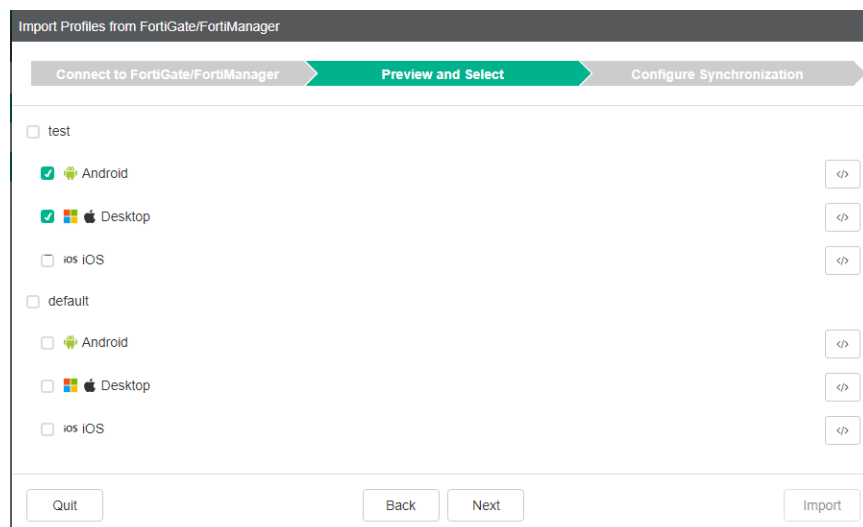 Import Profiles from FortiGate/FortiManager
Connect to FortiGate/FortiManager
Preview and Select
Configure Synchronization
test
Android
</>
Desktop
</>
iOS iOS
</>
default
Android
</>
Desktop
</>
iOS iOS
</>
Quit
Back
Next
Import